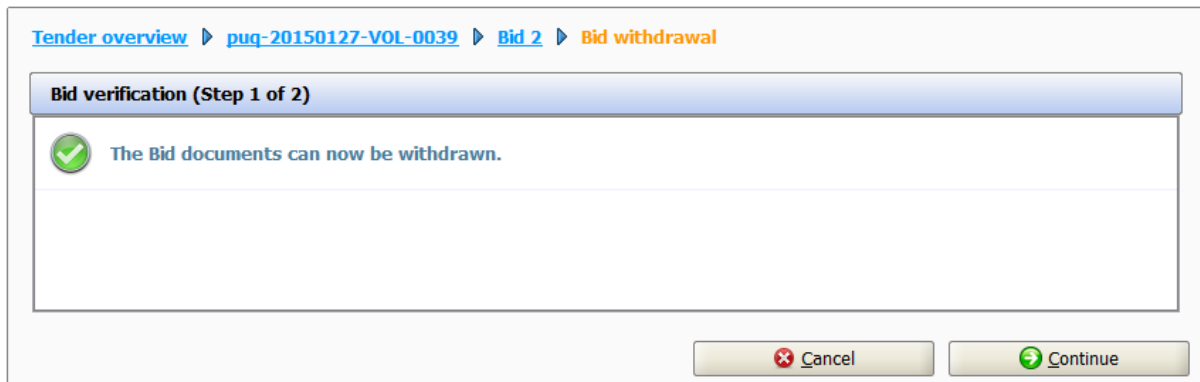 Tender overview puq-20150127-VOL-0039 Bid 2 Bid withdrawal
Bid verification (Step 1 of 2)
The Bid documents can now be withdrawn.
Cancel Continue